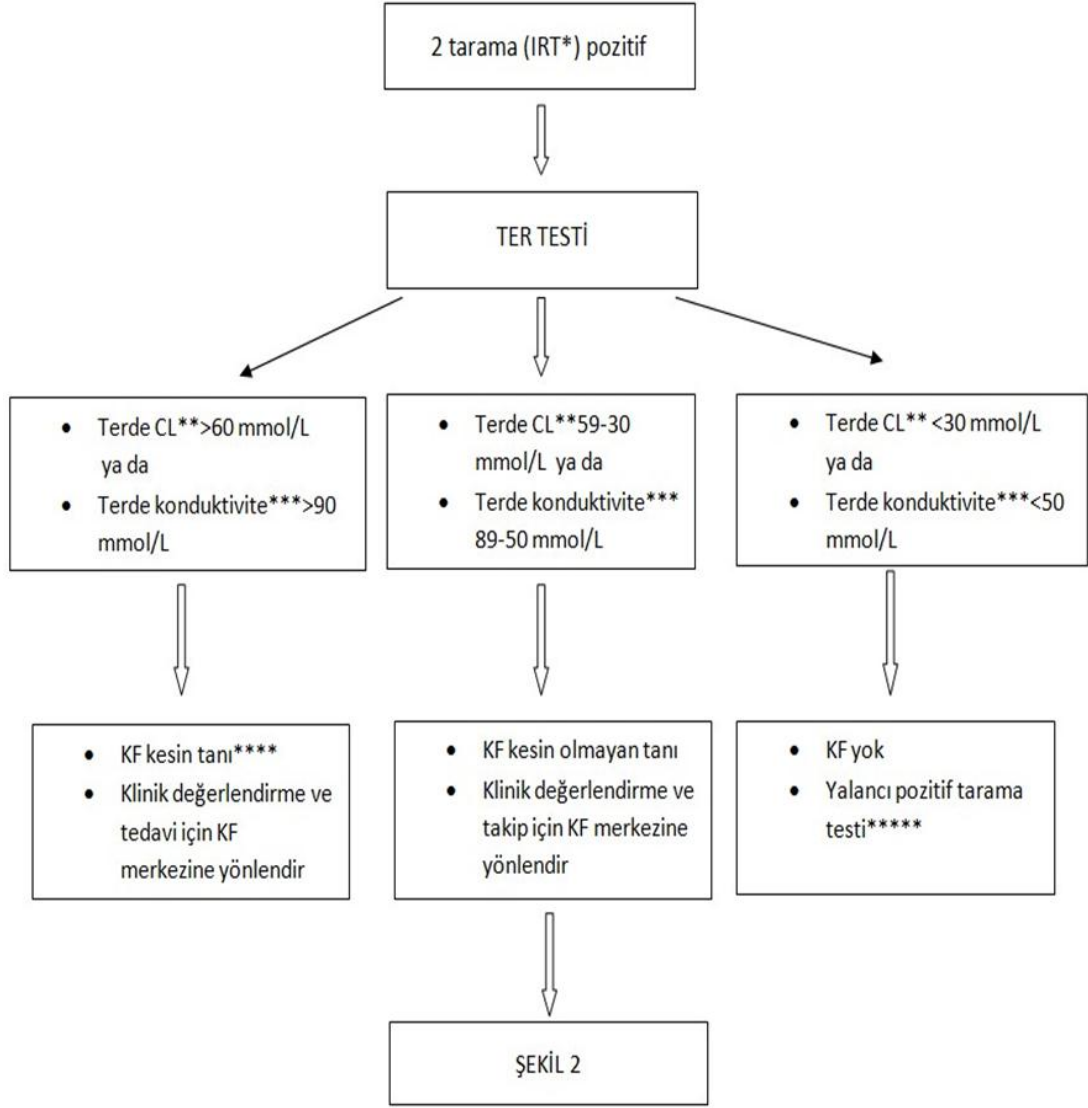 2 tarama (IRT*) pozitif
TER TESTİ
• Terde CL**>60 mmol/L
ya da
• Terde konduktivite***>90
mmol/L
• Terde CL**59-30
mmol/L ya da
• Terde konduktivite***
89-50 mmol/L
• Terde CL** <30 mmol/L
ya da
• Terde konduktivite***<50
mmol/L
• KF kesin tanı****
• Klinik değerlendirme ve
tedavi için KF
merkezine yönlendir
• KF kesin olmayan tanı
• Klinik değerlendirme ve
takip için KF merkezine
yönlendir
• KF yok
• Yalancı pozitif tarama
testi*****
ŞEKİL 2